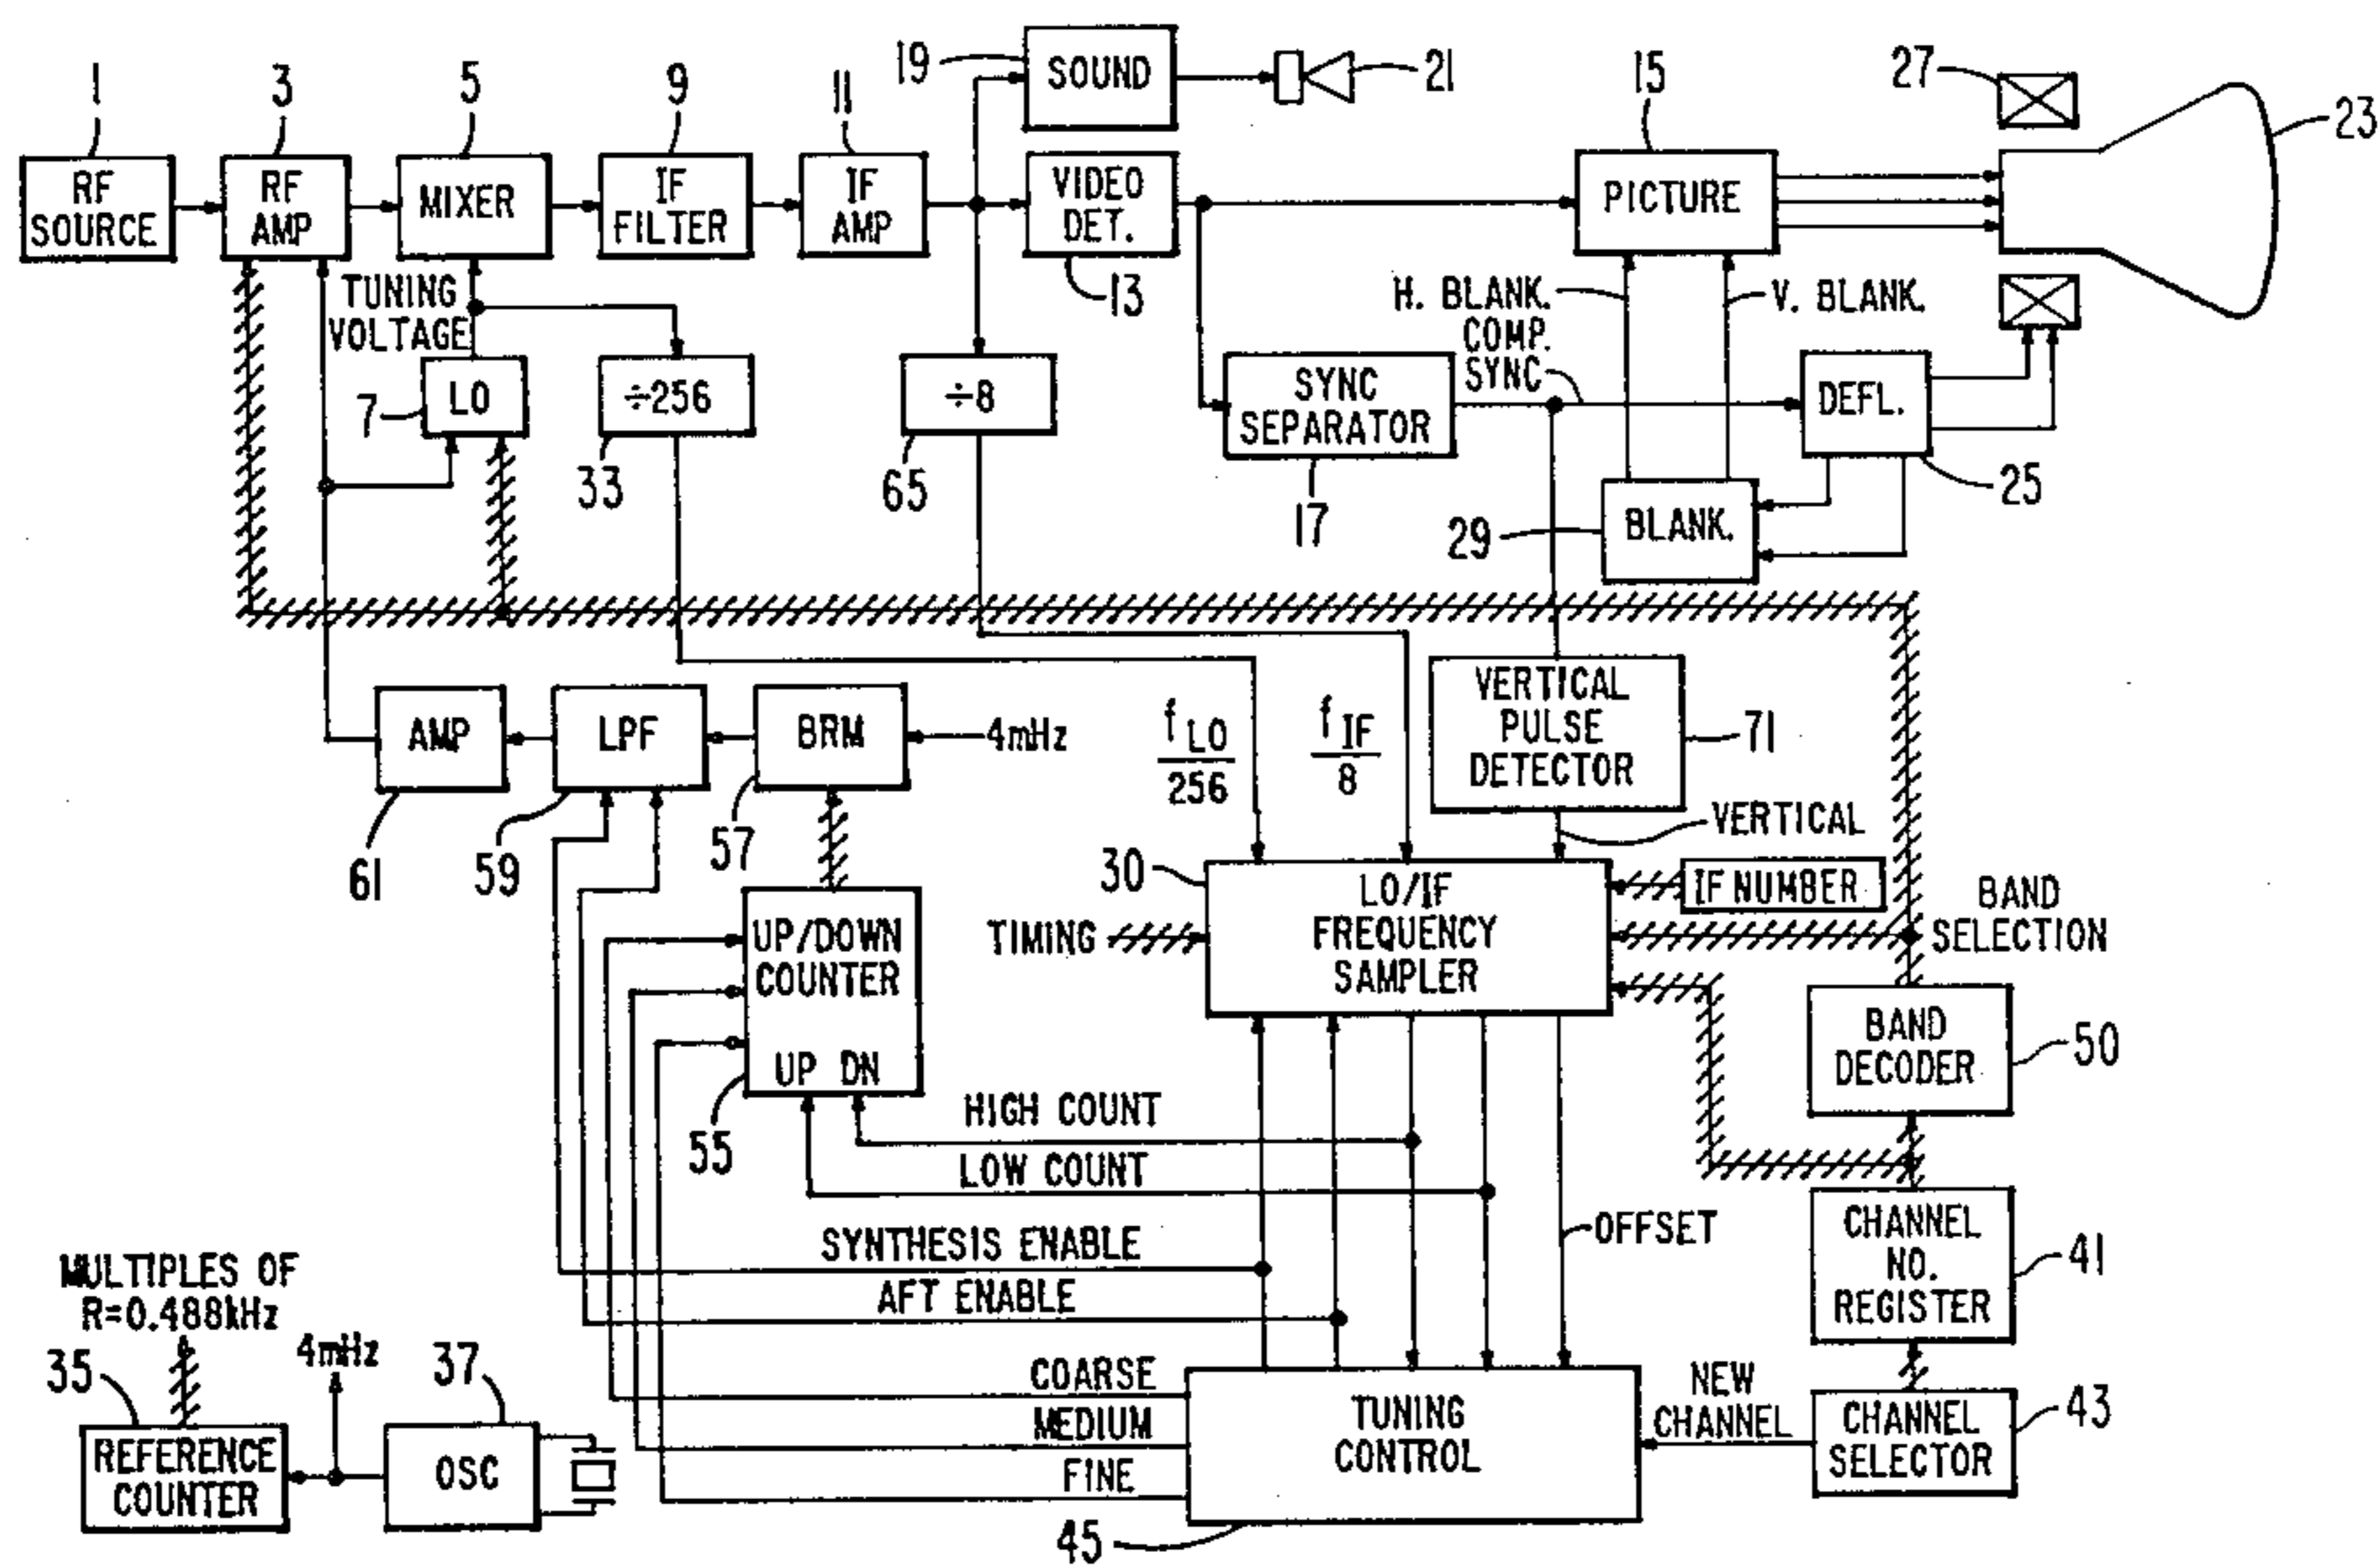 1
3
5
9
11
19
SOUND
21
15
27
23
RF
SOURCE
RF
AMP
MIXER
IF
FILTER
IF
AMP
VIDEO
DET.
13
PICTURE
TUNING
VOLTAGE
H. BLANK.
V. BLANK.
COMP.
SYNC
7
LO
÷256
33
÷8
65
SYNC
SEPARATOR
17
DEFL.
25
29
BLANK.
AMP
61
LPF
59
BRM
57
4mHz
fLO
256
fIF
8
VERTICAL
PULSE
DETECTOR
71
VERTICAL
30
LO/IF
FREQUENCY
SAMPLER
TIMING
IF NUMBER
BAND
SELECTION
UP/DOWN
COUNTER
UP DN
55
BAND
DECODER
50
HIGH COUNT
LOW COUNT
SYNTHESIS ENABLE
AFT ENABLE
OFFSET
CHANNEL
NO.
REGISTER
41
MULTIPLES OF
R=0.488kHz
4mHz
35
REFERENCE
COUNTER
37
OSC
COARSE
MEDIUM
FINE
TUNING
CONTROL
45
NEW
CHANNEL
CHANNEL
SELECTOR
43